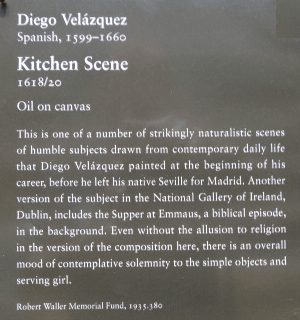 Diego Velázquez
Spanish, 1599–1660
Kitchen Scene
1618/20
Oil on canvas
This is one of a number of strikingly naturalistic scenes
of humble subjects drawn from contemporary daily life
that Diego Velázquez painted at the beginning of his
career, before he left his native Seville for Madrid. Another
version of the subject in the National Gallery of Ireland,
Dublin, includes the Supper at Emmaus, a biblical episode,
in the background. Even without the allusion to religion
in the version of the composition here, there is an overall
mood of contemplative solemnity to the simple objects and
serving girl.
Robert Waller Memorial Fund, 1935.380